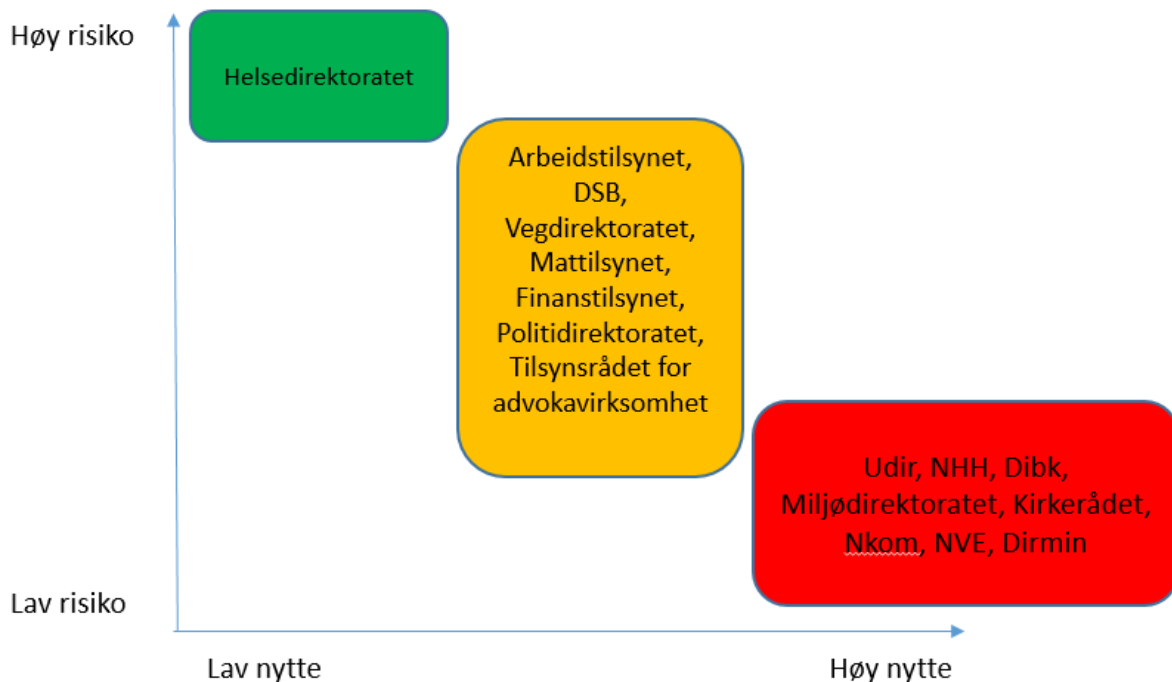 Høy risiko
Helsedirektoratet
Arbeidstilsynet,
DSB,
Vegdirektoratet,
Mattilsynet,
Finanstilsynet,
Politidirektoratet,
Tilsynsrådet for
advokavirksomhet
Udir, NHH, Dibk,
Miljødirektoratet, Kirkerådet,
Nkom, NVE, Dirmin
Lav risiko
Lav nytte
Høy nytte